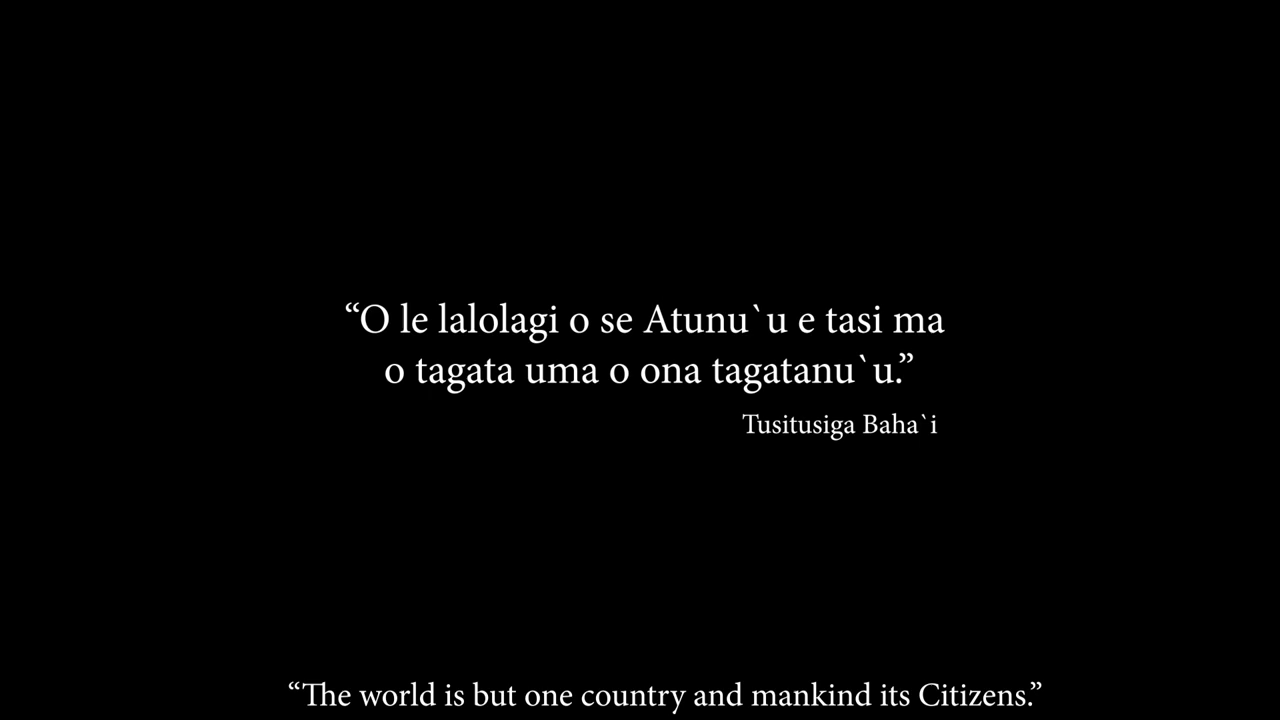 “O le lalolagi o se Atunu`u e tasi ma
o tagata uma o ona tagatanu`u.”
Tusitusiga Baha`i
“The world is but one country and mankind its Citizens.”